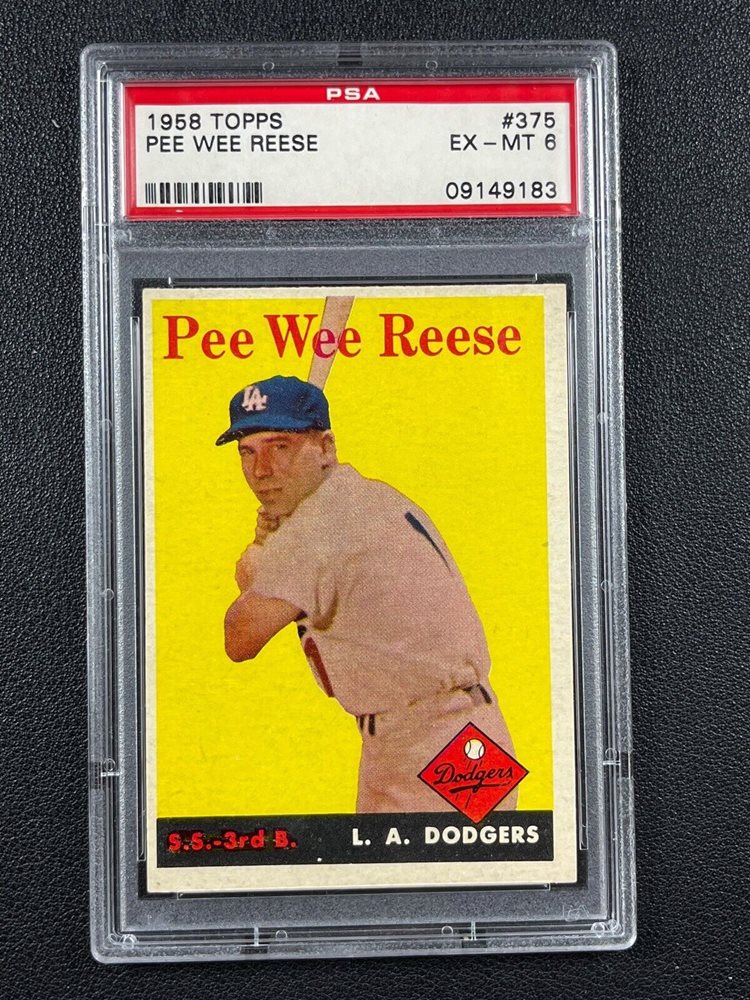 PSA
1958 TOPPS #375
PEE WEE REESE EX - MT 6
09149183
Pee Wee Reese
LA
Dodgers
S.S.-3rd B. L. A. DODGERS